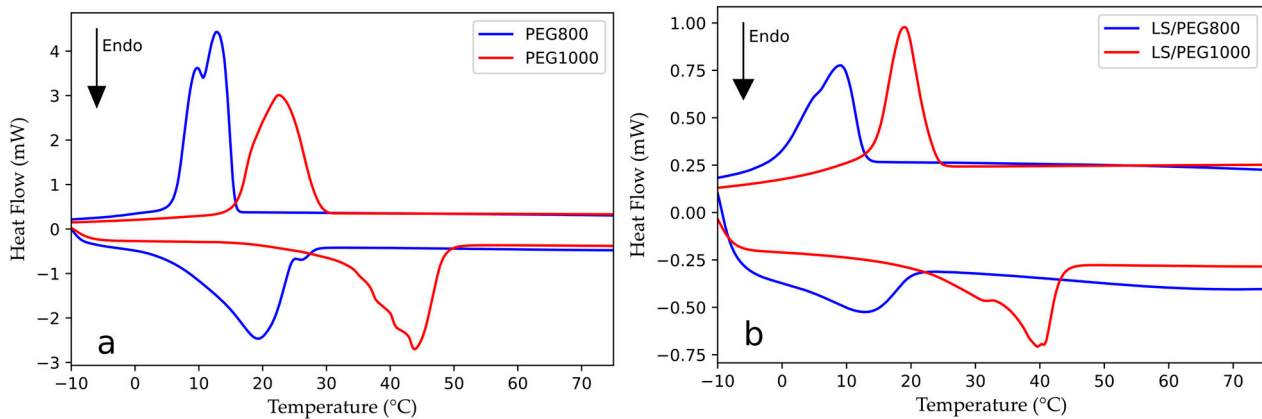 Endo
PEG800
PEG1000
Heat Flow (mW)
4
3
2
1
0
−1
−2
−3
a
−10 0 10 20 30 40 50 60 70
Temperature (°C)
Endo
LS/PEG800
LS/PEG1000
Heat Flow (mW)
1.00
0.75
0.50
0.25
0.00
−0.25
−0.50
−0.75
b
−10 0 10 20 30 40 50 60 70
Temperature (°C)